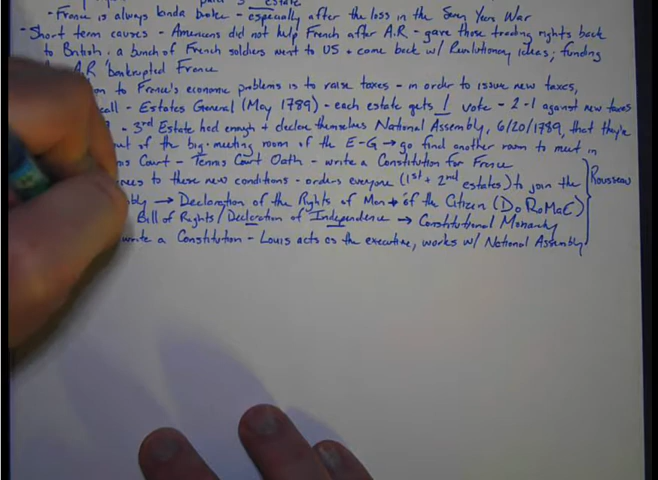 Estate
- France is always kinda broke - especially after the loss in the Seven Years War
- Short term causes - Americans did not help French after A.R. - gave those trading rights back
to British. a bunch of French soldiers went to US + come back w/ Revolutionary ideas; funding
A.R bankrupted France
to France's economic problems is to raise taxes - in order to issue new taxes,
call - Estates General (May 1789) - each estate gets 1 vote - 2-1 against new taxes
- 3rd Estate had enough + declare themselves National Assembly, 6/20/1789, that they're
of the big meeting room of the E-G → go find another room to meet in
Court - Tennis Court Oath - write a Constitution for France
to these new conditions - orders everyone (1st + 2nd estates) to join the
→ Declaration of the Rights of Man + of the Citizen (DoRoMaC)
Bill of Rights/Declaration of Independence → Constitutional Monarchy
write a Constitution - Louis acts as the executive, works w/ National Assembly
Rousseau